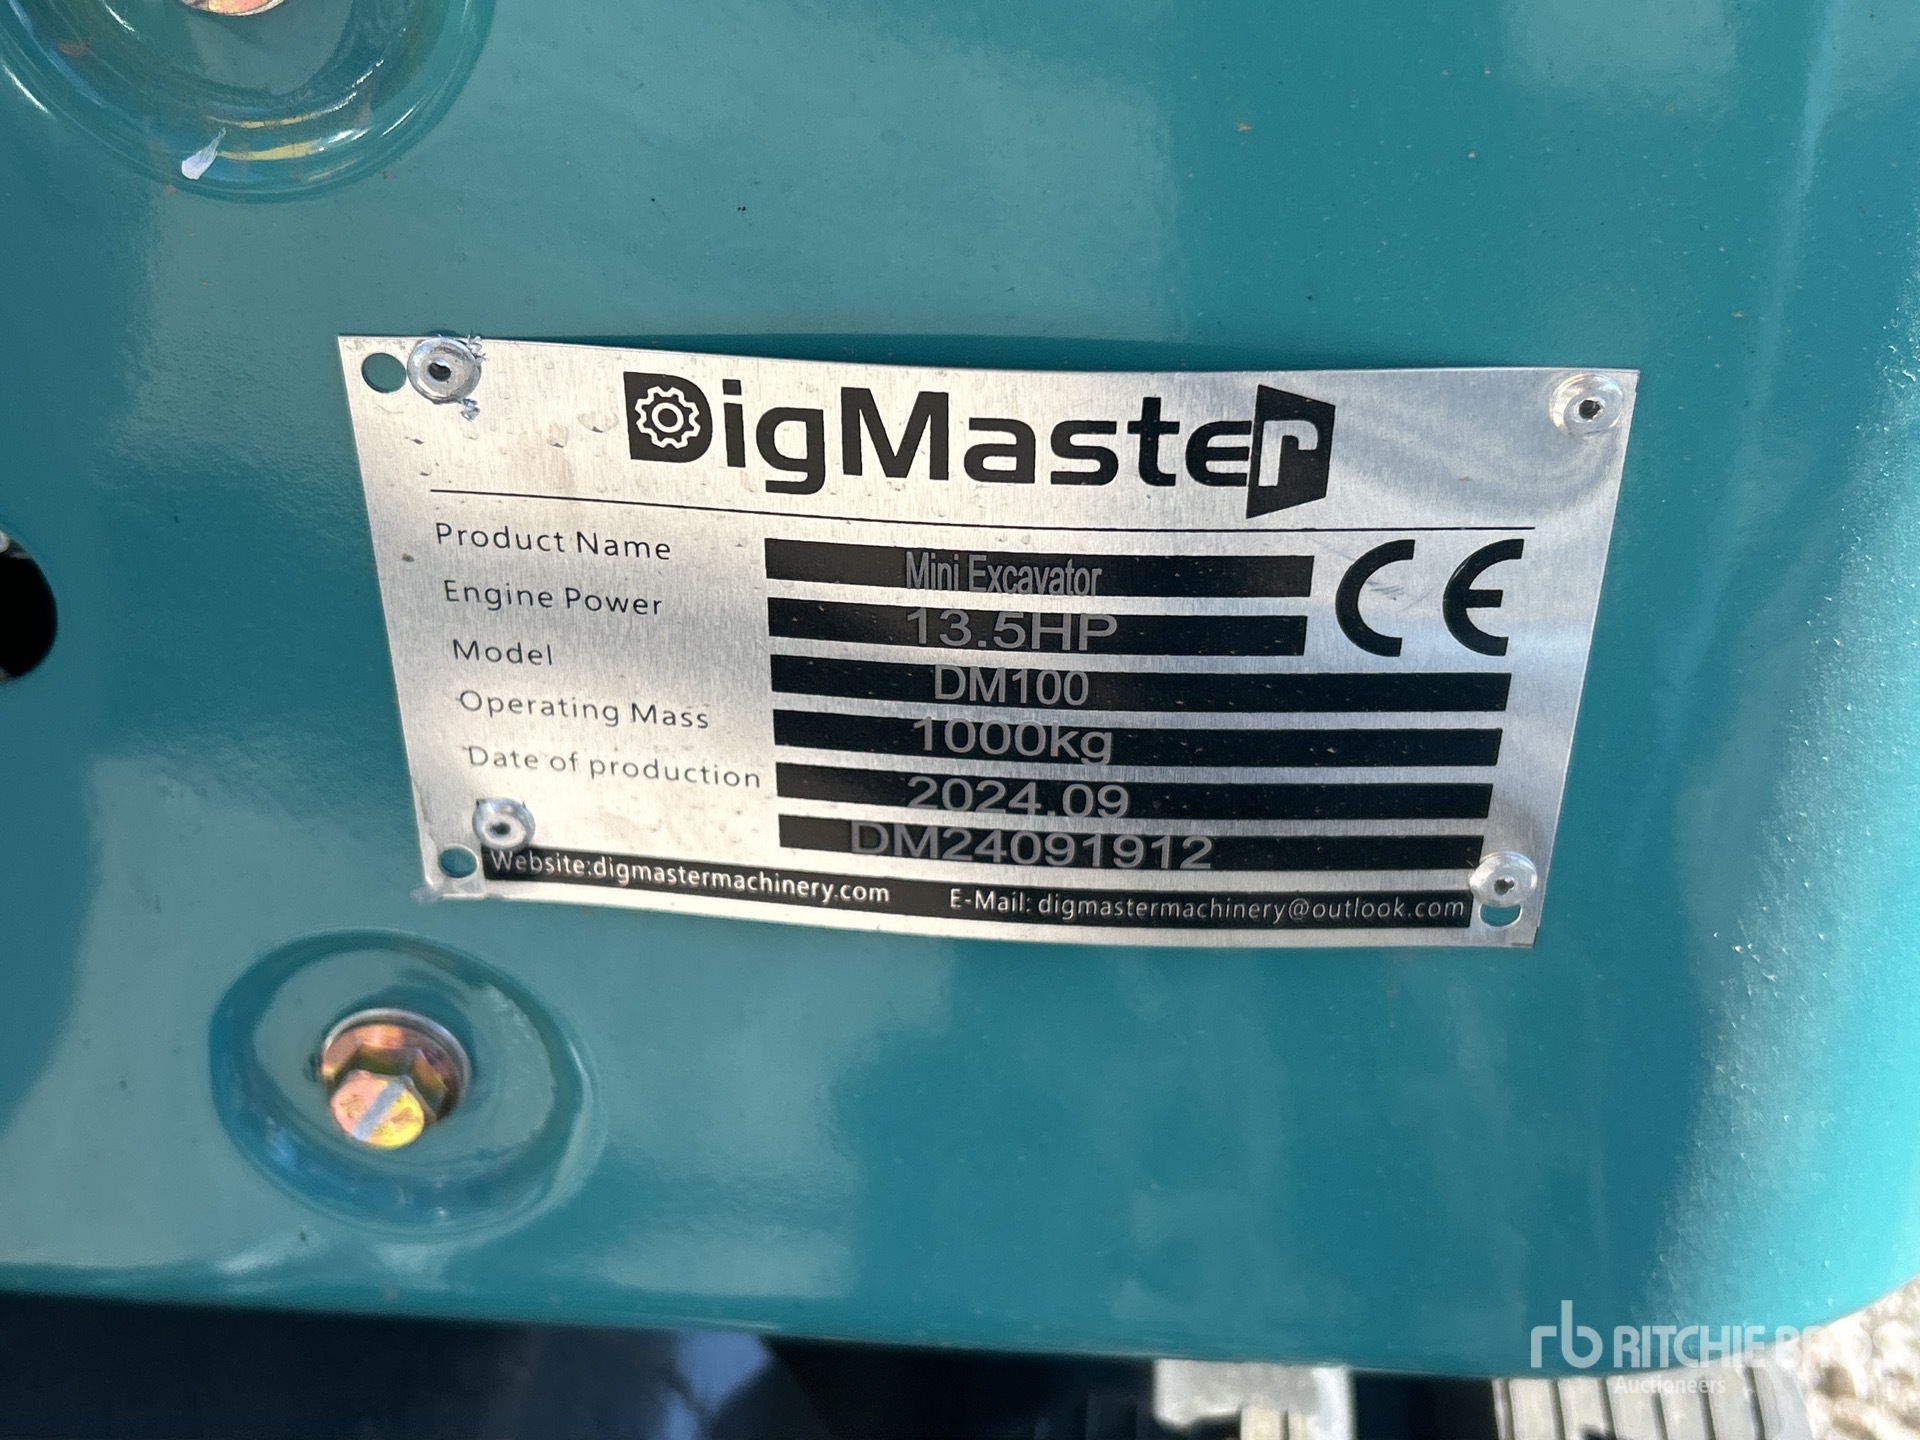 DigMaster
Product Name Mini Excavator
Engine Power 13.5HP
Model DM100
Operating Mass 1000kg
Date of production 2024.09
DM24091912
CE
Website:digmastermachinery.com E-Mail: digmastermachinery@outlook.com
rb RITCHIE BROS
Auctioneers